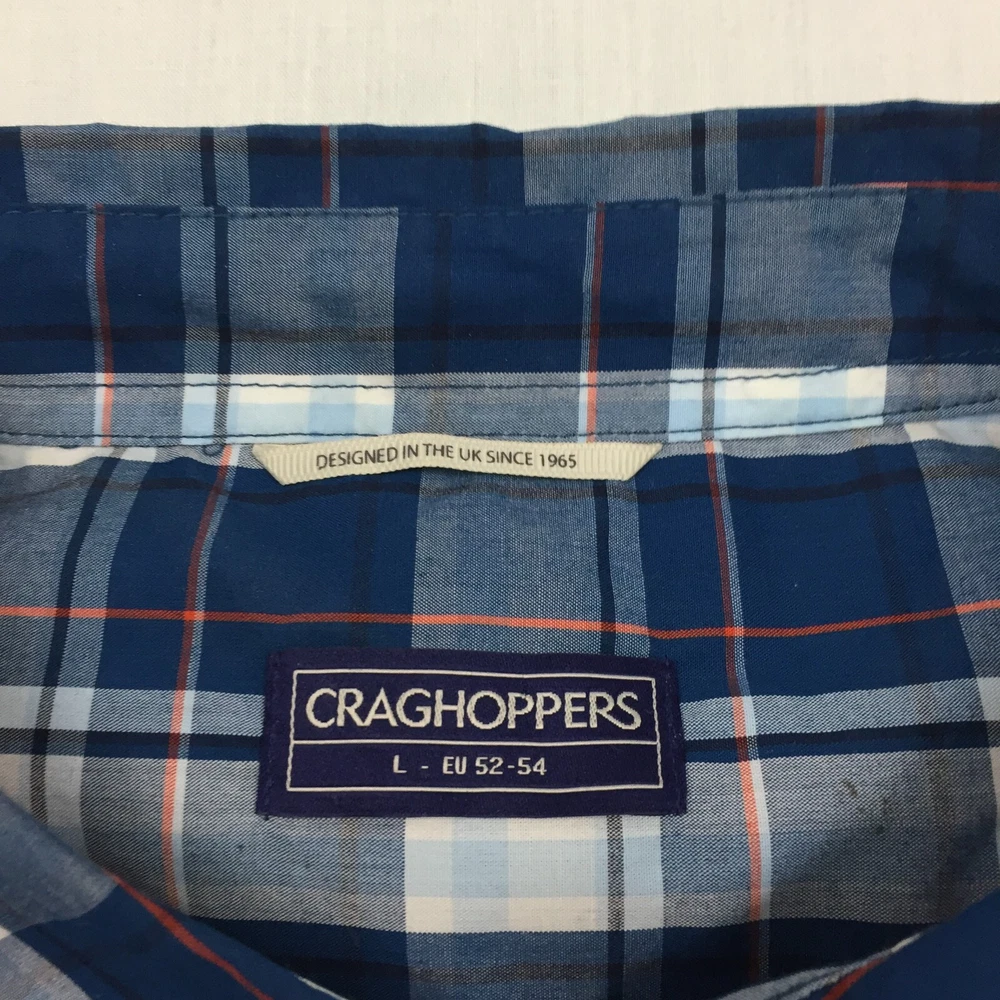 DESIGNED IN THE UK SINCE 1965
CRAGHOPPERS
L - EU 52-54